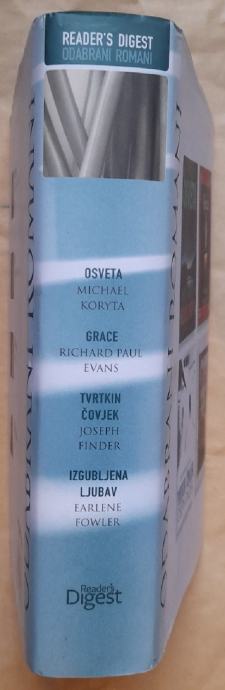 READER'S DIGEST
ODABRANI ROMANI
OSVETA
MICHAEL
KORYTA
GRACE
RICHARD PAUL
EVANS
TVRTKIN
ČOVJEK
JOSEPH
FINDER
IZGUBLJENA
LJUBAV
EARLENE
FOWLER
Reader's
Digest